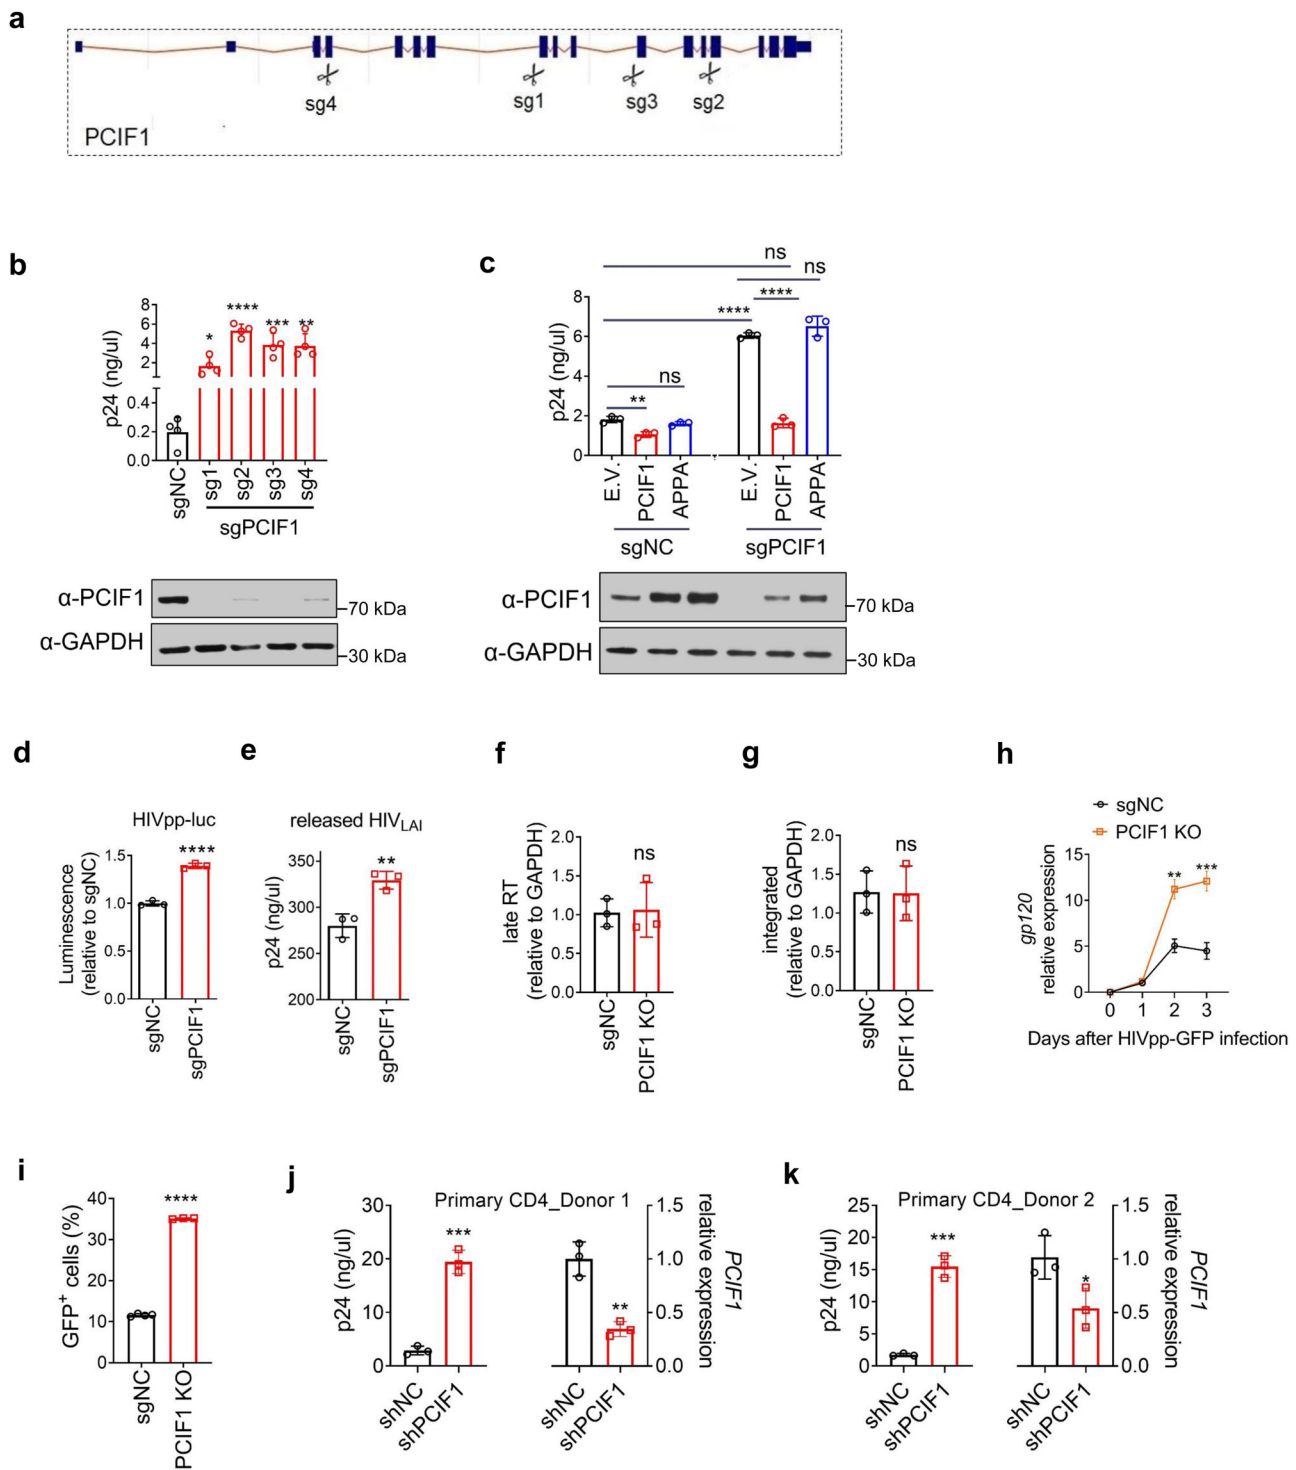 a
sg4
sg1
sg3
sg2
PCIF1
b
p24 (ng/ul)
8
6
4
2
0.4
0.2
0.0
*
****
***
**
sgNC
sg1
sg2
sg3
sg4
sgPCIF1
α-PCIF1
70 kDa
α-GAPDH
30 kDa
c
p24 (ng/ul)
8
6
4
2
0
ns
ns
****
****
ns
**
E.V.
PCIF1
APPA
E.V.
PCIF1
APPA
sgNC
sgPCIF1
α-PCIF1
70 kDa
α-GAPDH
30 kDa
d
HIVpp-luc
Luminescence
(relative to sgNC)
1.5
1.0
0.5
0.0
****
sgNC
sgPCIF1
e
released HIVLAI
p24 (ng/ul)
350
300
250
200
**
sgNC
sgPCIF1
f
late RT
(relative to GAPDH)
2.0
1.5
1.0
0.5
0.0
ns
sgNC
PCIF1 KO
g
integrated
(relative to GAPDH)
2.0
1.5
1.0
0.5
0.0
ns
sgNC
PCIF1 KO
h
sgNC
PCIF1 KO
gp120
relative expression
15
10
5
0
**
***
0 1 2 3
Days after HIVpp-GFP infection
i
GFP+ cells (%)
40
30
20
10
0
****
sgNC
PCIF1 KO
j
Primary CD4_Donor 1
p24 (ng/ul)
30
20
10
0
***
shNC
shPCIF1
**
1.5
1.0
0.5
0.0
PCIF1
relative expression
shNC
shPCIF1
k
Primary CD4_Donor 2
p24 (ng/ul)
25
20
15
10
5
0
***
shNC
shPCIF1
*
1.5
1.0
0.5
0.0
PCIF1
relative expression
shNC
shPCIF1